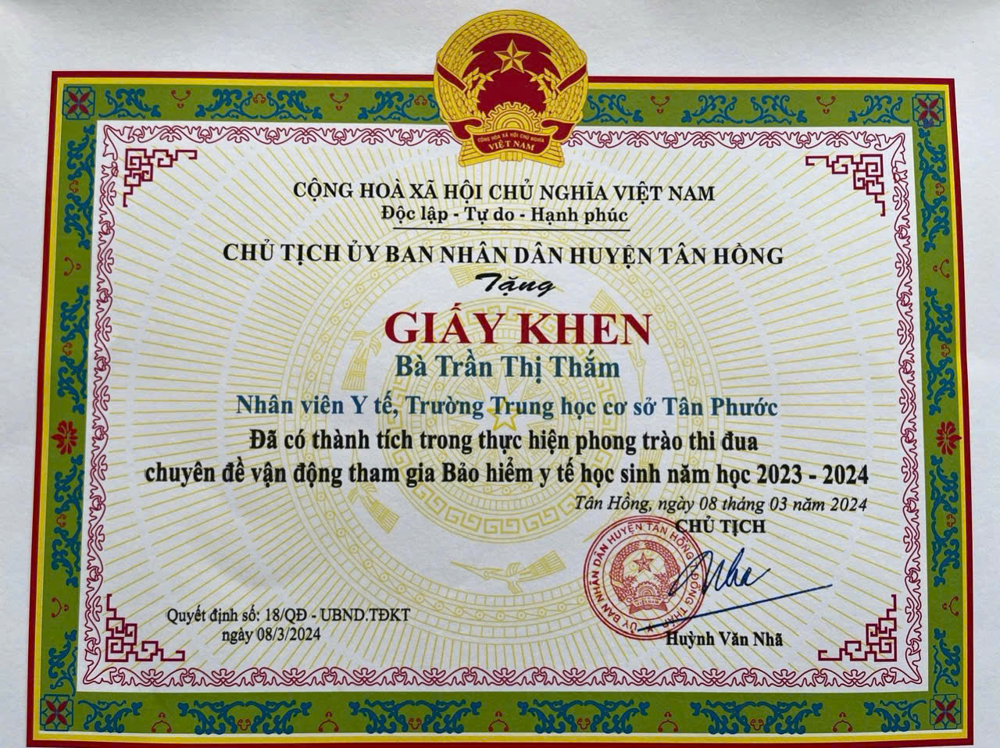 CỘNG HÒA XÃ HỘI CHỦ NGHĨA
VIỆT NAM
CỘNG HOÀ XÃ HỘI CHỦ NGHĨA VIỆT NAM
Độc lập - Tự do - Hạnh phúc
CHỦ TỊCH ỦY BAN NHÂN DÂN HUYỆN TÂN HỒNG
Tặng
GIẤY KHEN
Bà Trần Thị Thắm
Nhân viên Y tế, Trường Trung học cơ sở Tân Phước
Đã có thành tích trong thực hiện phong trào thi đua
chuyên đề vận động tham gia Bảo hiểm y tế học sinh năm học 2023 - 2024
Tân Hồng, ngày 08 tháng 03 năm 2024
CHỦ TỊCH
ỦY BAN NHÂN DÂN HUYỆN TÂN HỒNG
Nha
Huỳnh Văn Nhã
Quyết định số: 18/QĐ - UBND.TĐKT
ngày 08/3/2024